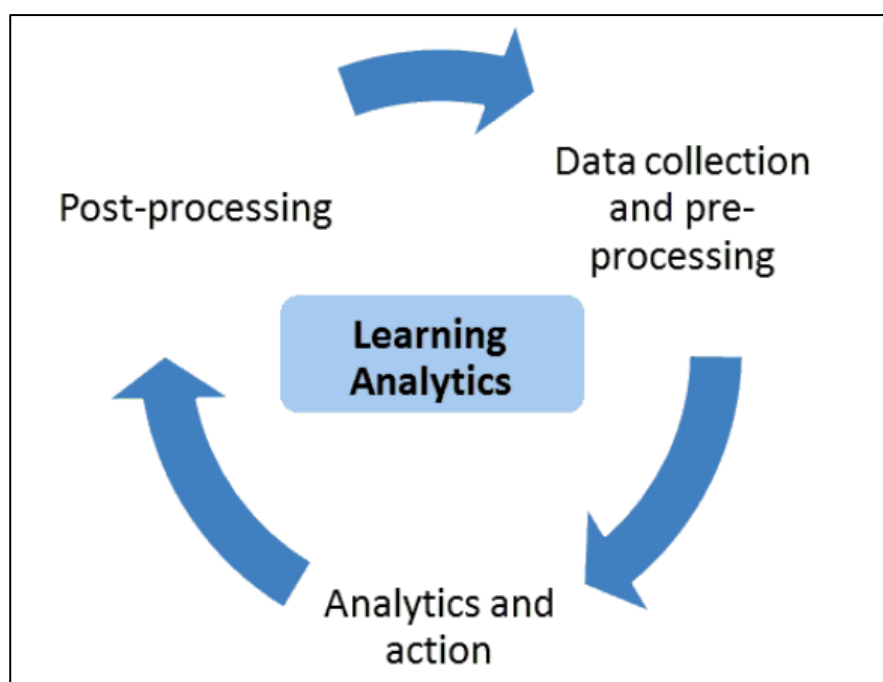 Post-processing
Data collection
and pre-
processing
Learning
Analytics
Analytics and
action